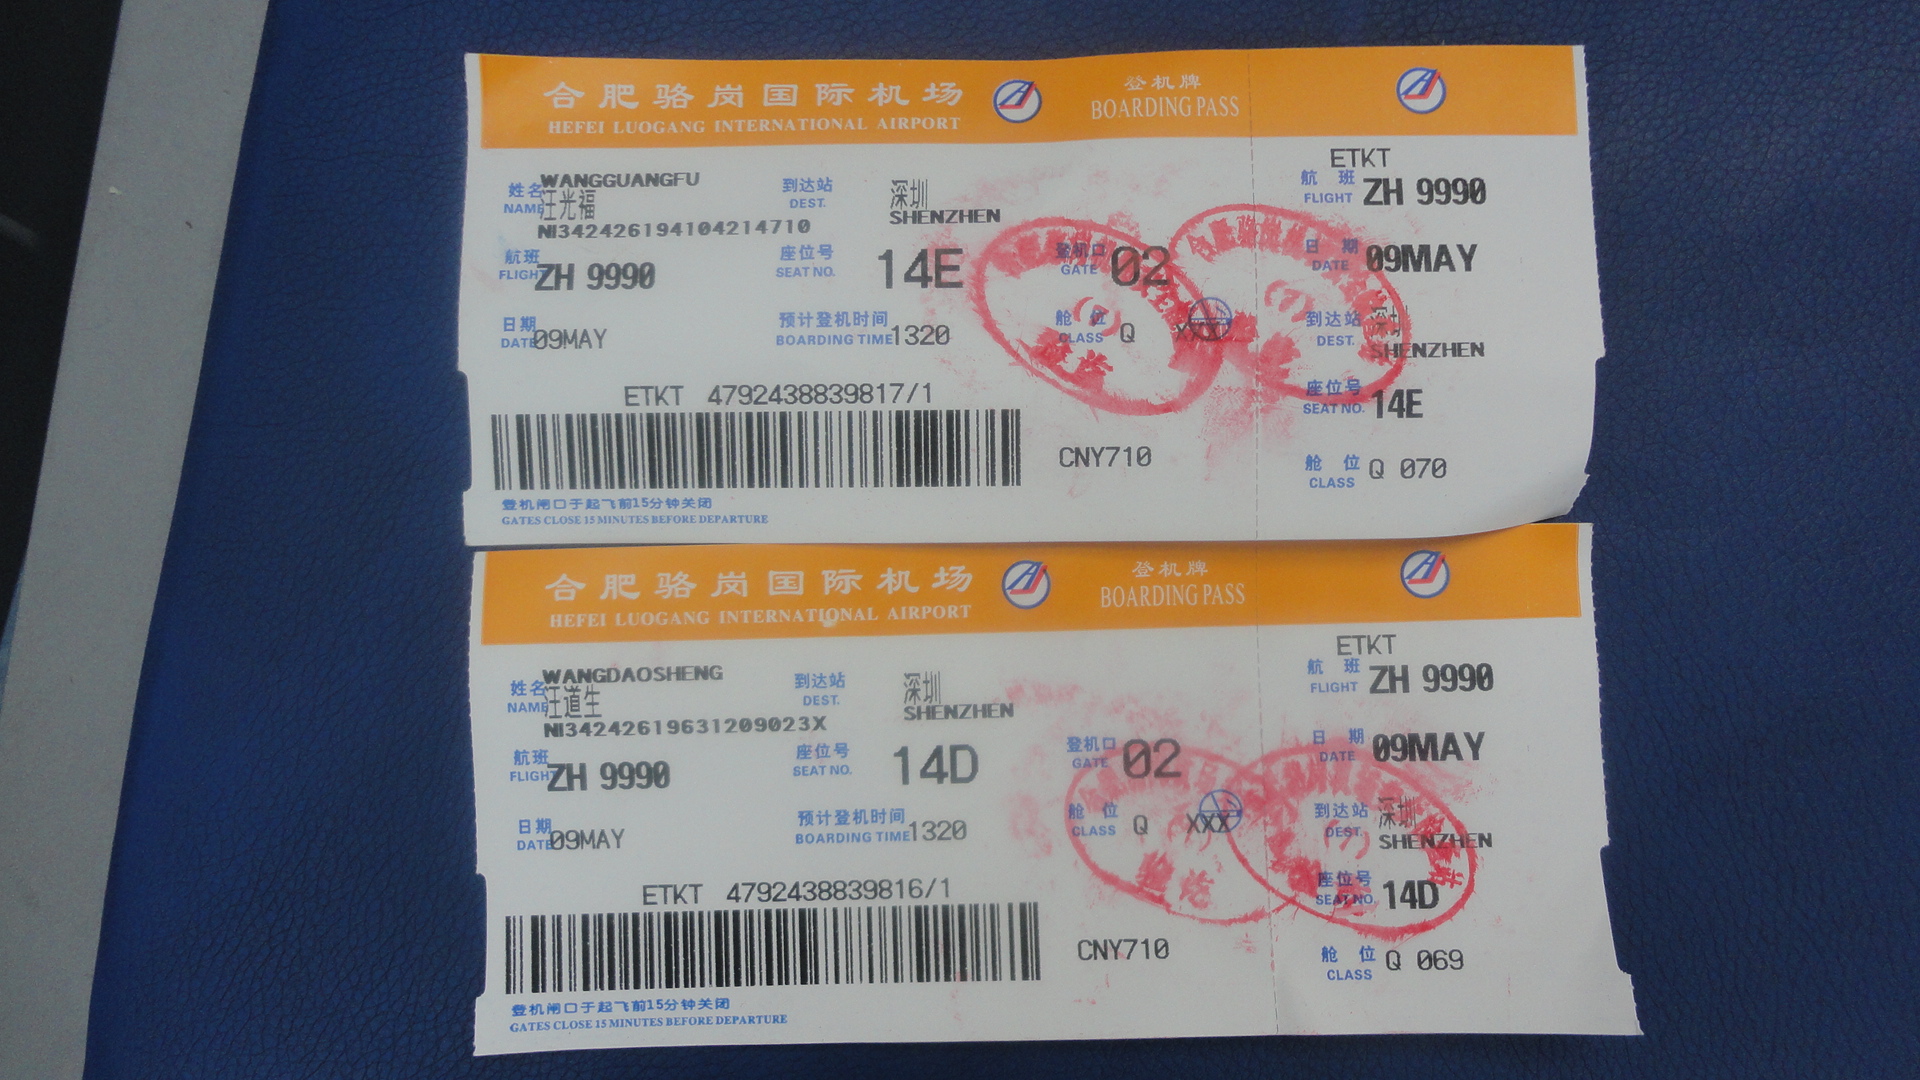 合肥骆岗国际机场
HEFEI LUOGANG INTERNATIONAL AIRPORT
登机牌
BOARDING PASS
姓名 WANGGUANGFU
NAME 汪光福
NI342426194104214710
到达站 深圳
DEST. SHENZHEN
航班
FLIGHT ZH 9990
座位号
SEAT NO. 14E
登机口
GATE 02
日期
DATE 09MAY
预计登机时间
BOARDING TIME 1320
舱位
CLASS Q XXX
ETKT 4792438839817/1
CNY710
登机闸口于起飞前15分钟关闭
GATES CLOSE 15 MINUTES BEFORE DEPARTURE
ETKT
航班
FLIGHT ZH 9990
日期
DATE 09MAY
到达站 深圳
DEST. SHENZHEN
座位号
SEAT NO. 14E
舱位
CLASS Q 070
合肥骆岗国际机场
HEFEI LUOGANG INTERNATIONAL AIRPORT
登机牌
BOARDING PASS
姓名 WANGDAOSHENG
NAME 汪道生
NI34242619631209023X
到达站 深圳
DEST. SHENZHEN
航班
FLIGHT ZH 9990
座位号
SEAT NO. 14D
登机口
GATE 02
日期
DATE 09MAY
预计登机时间
BOARDING TIME 1320
舱位
CLASS Q XXX
ETKT 4792438839816/1
CNY710
登机闸口于起飞前15分钟关闭
GATES CLOSE 15 MINUTES BEFORE DEPARTURE
ETKT
航班
FLIGHT ZH 9990
日期
DATE 09MAY
到达站 深圳
DEST. SHENZHEN
座位号
SEAT NO. 14D
舱位
CLASS Q 069